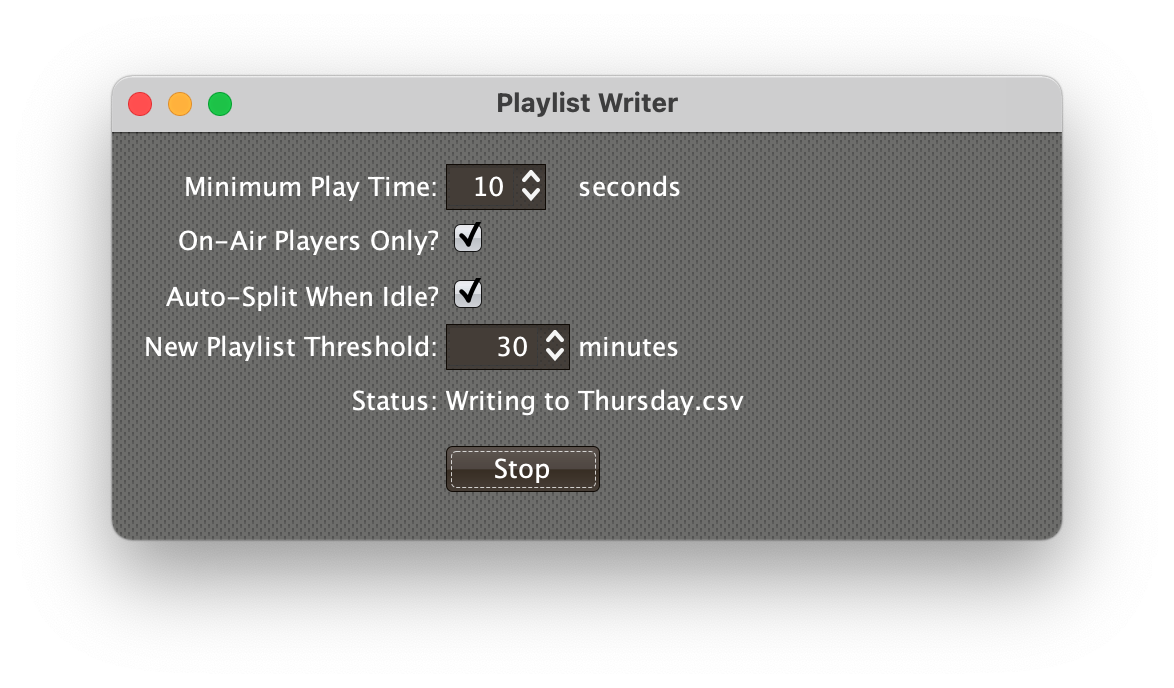 Playlist Writer
Minimum Play Time: 10 seconds
On-Air Players Only?
Auto-Split When Idle?
New Playlist Threshold: 30 minutes
Status: Writing to Thursday.csv
Stop